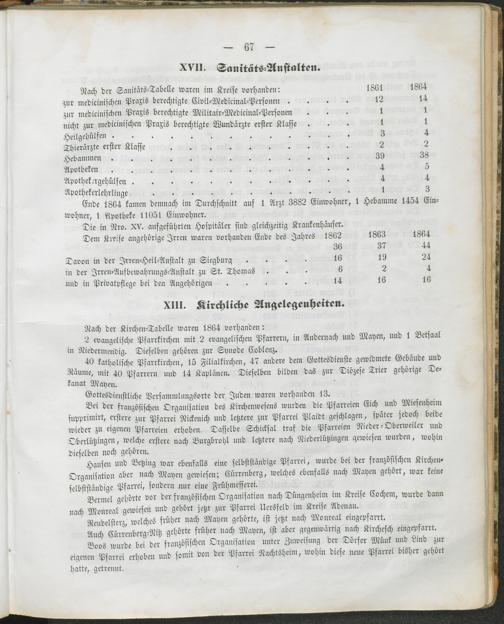 — 67 —
XVII. Sanitäts-Anstalten.
Nach der Sanitäts-Tabelle waren im Kreise vorhanden: 1861 1864
zur medicinischen Praxis berechtigte Civil-Medicinal-Personen . . . . 12 14
zur medicinischen Praxis berechtigte Militair-Medicinal-Personen . . . . 1 1
nicht zur medicinischen Praxis berechtigte Wundärzte erster Klasse . . . 1 1
Heilgehülfen . . . . . . . . . . 3 4
Thierärzte erster Klasse . . . . . . . . 2 2
Hebammen . . . . . . . . . . 39 38
Apotheken . . . . . . . . . . 4 5
Apothekergehülfen . . . . . . . . . 4 4
Apothekerlehrlinge . . . . . . . . . 1 3
Ende 1864 kamen demnach im Durchschnitt auf 1 Arzt 3882 Einwohner, 1 Hebamme 1454 Ein-
wohner, 1 Apotheke 11051 Einwohner.
Die in Nro. XV. aufgeführten Hospitäler sind gleichzeitig Krankenhäuser.
Dem Kreise angehörige Irren waren vorhanden Ende des Jahres 1862 1863 1864
36 37 44
Davon in der Irren-Heil-Anstalt zu Siegburg . . . . 16 19 24
in der Irren-Aufbewahrungs-Anstalt zu St. Thomas . . . . 6 2 4
und in Privatpflege bei den Angehörigen . . . . . 14 16 16
XIII. Kirchliche Angelegenheiten.
Nach der Kirchen-Tabelle waren 1864 vorhanden:
2 evangelische Pfarrkirchen mit 2 evangelischen Pfarrern, in Andernach und Mayen, und 1 Betsaal
in Niedermendig. Dieselben gehören zur Synode Coblenz.
40 katholische Pfarrkirchen, 15 Filialkirchen, 47 andere dem Gottesdienste gewidmete Gebäude und
Räume, mit 40 Pfarrern und 14 Kaplänen. Dieselben bilden das zur Diözese Trier gehörige De-
kanat Mayen.
Gottesdienstliche Versammlungsorte der Juden waren vorhanden 13.
Bei der französischen Organisation des Kirchenwesens wurden die Pfarreien Eich und Miesenheim
supprimirt, erstere zur Pfarrei Nickenich und letztere zur Pfarrei Plaidt geschlagen, später jedoch beide
wieder zu eigenen Pfarreien erhoben. Dasselbe Schicksal traf die Pfarreien Nieder-Oberweiler und
Oberlützingen, welche erstere nach Burgbrohl und letztere nach Niederlützingen gewiesen wurden, wohin
dieselben noch gehören.
Hausen und Betzing war ebenfalls eine selbstständige Pfarrei, wurde bei der französischen Kirchen-
Organisation aber nach Mayen gewiesen; Cürrenberg, welches ebenfalls nach Mayen gehört, war keine
selbstständige Pfarrei, sondern nur eine Frühmesserei.
Bermel gehörte vor der französischen Organisation nach Düngenheim im Kreise Cochem, wurde dann
nach Monreal gewiesen und gehört jetzt zur Pfarrei Uersfeld im Kreise Adenau.
Reudelsterz, welches früher nach Mayen gehörte, ist jetzt nach Monreal eingepfarrt.
Auch Cürrenberg-Nitz gehörte früher nach Mayen, ist aber gegenwärtig nach Kirchesch eingepfarrt.
Boos wurde bei der französischen Organisation unter Zuweisung der Dörfer Münk und Lind zur
eigenen Pfarrei erhoben und somit von der Pfarrei Nachtsheim, wohin diese neue Pfarrei bisher gehört
hatte, getrennt.